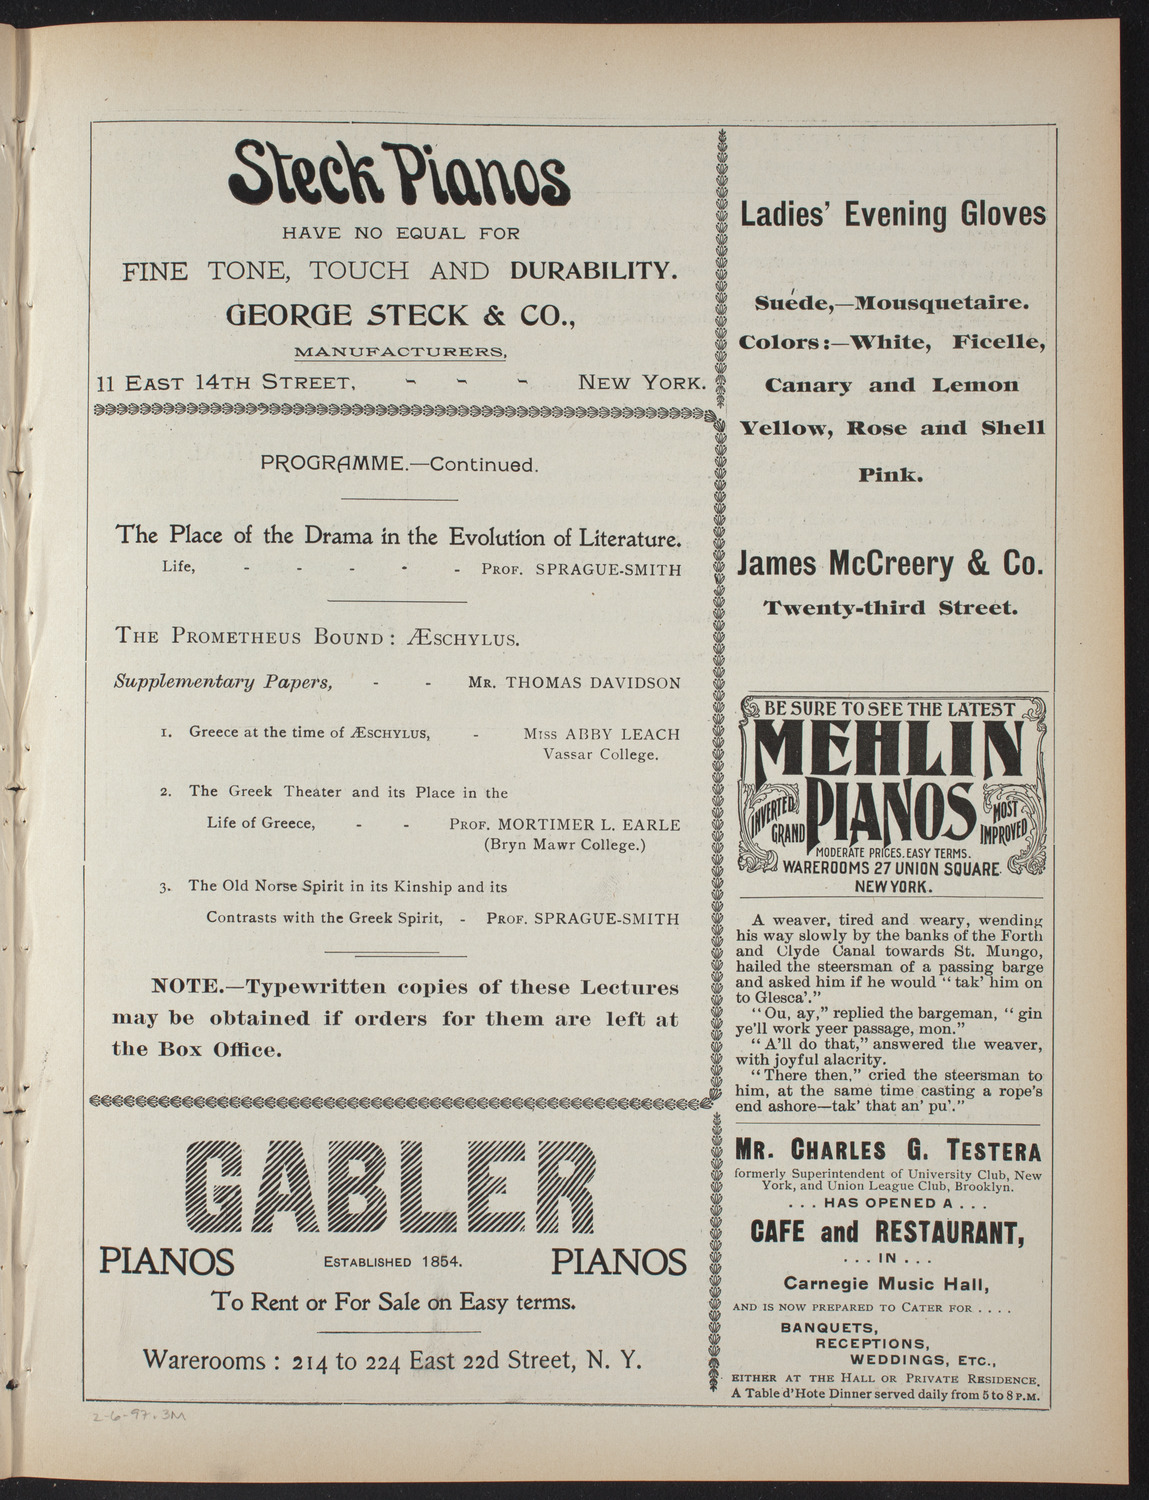 Steck Pianos
HAVE NO EQUAL FOR
FINE TONE, TOUCH AND DURABILITY.
GEORGE STECK & CO.,
MANUFACTURERS,
11 EAST 14TH STREET, - - - NEW YORK.
PROGRAMME.—Continued.
The Place of the Drama in the Evolution of Literature.
Life, - - - - - PROF. SPRAGUE-SMITH
THE PROMETHEUS BOUND: ÆSCHYLUS.
Supplementary Papers, - - MR. THOMAS DAVIDSON
1. Greece at the time of ÆSCHYLUS, - Miss ABBY LEACH
Vassar College.
2. The Greek Theater and its Place in the
Life of Greece, - - PROF. MORTIMER L. EARLE
(Bryn Mawr College.)
3. The Old Norse Spirit in its Kinship and its
Contrasts with the Greek Spirit, - PROF. SPRAGUE-SMITH
NOTE.—Typewritten copies of these Lectures
may be obtained if orders for them are left at
the Box Office.
GABLER
PIANOS ESTABLISHED 1854. PIANOS
To Rent or For Sale on Easy terms.
Warerooms: 214 to 224 East 22d Street, N. Y.
2-6-97. 3M
Ladies' Evening Gloves
Suéde,—Mousquetaire.
Colors:—White, Ficelle,
Canary and Lemon
Yellow, Rose and Shell
Pink.
James McCreery & Co.
Twenty-third Street.
BE SURE TO SEE THE LATEST
MEHLIN
INVERTED GRAND PIANOS MOST IMPROVED
MODERATE PRICES. EASY TERMS.
WAREROOMS 27 UNION SQUARE
NEW YORK.
A weaver, tired and weary, wending
his way slowly by the banks of the Forth
and Clyde Canal towards St. Mungo,
hailed the steersman of a passing barge
and asked him if he would "tak' him on
to Glesca'."
"Ou, ay," replied the bargeman, "gin
ye'll work yeer passage, mon."
"A'll do that," answered the weaver,
with joyful alacrity.
"There then," cried the steersman to
him, at the same time casting a rope's
end ashore—tak' that an' pu'."
MR. CHARLES G. TESTERA
formerly Superintendent of University Club, New
York, and Union League Club, Brooklyn.
... HAS OPENED A ...
CAFE and RESTAURANT,
... IN ...
Carnegie Music Hall,
AND IS NOW PREPARED TO CATER FOR ....
BANQUETS,
RECEPTIONS,
WEDDINGS, ETC.,
EITHER AT THE HALL OR PRIVATE RESIDENCE.
A Table d'Hote Dinner served daily from 5 to 8 P.M.